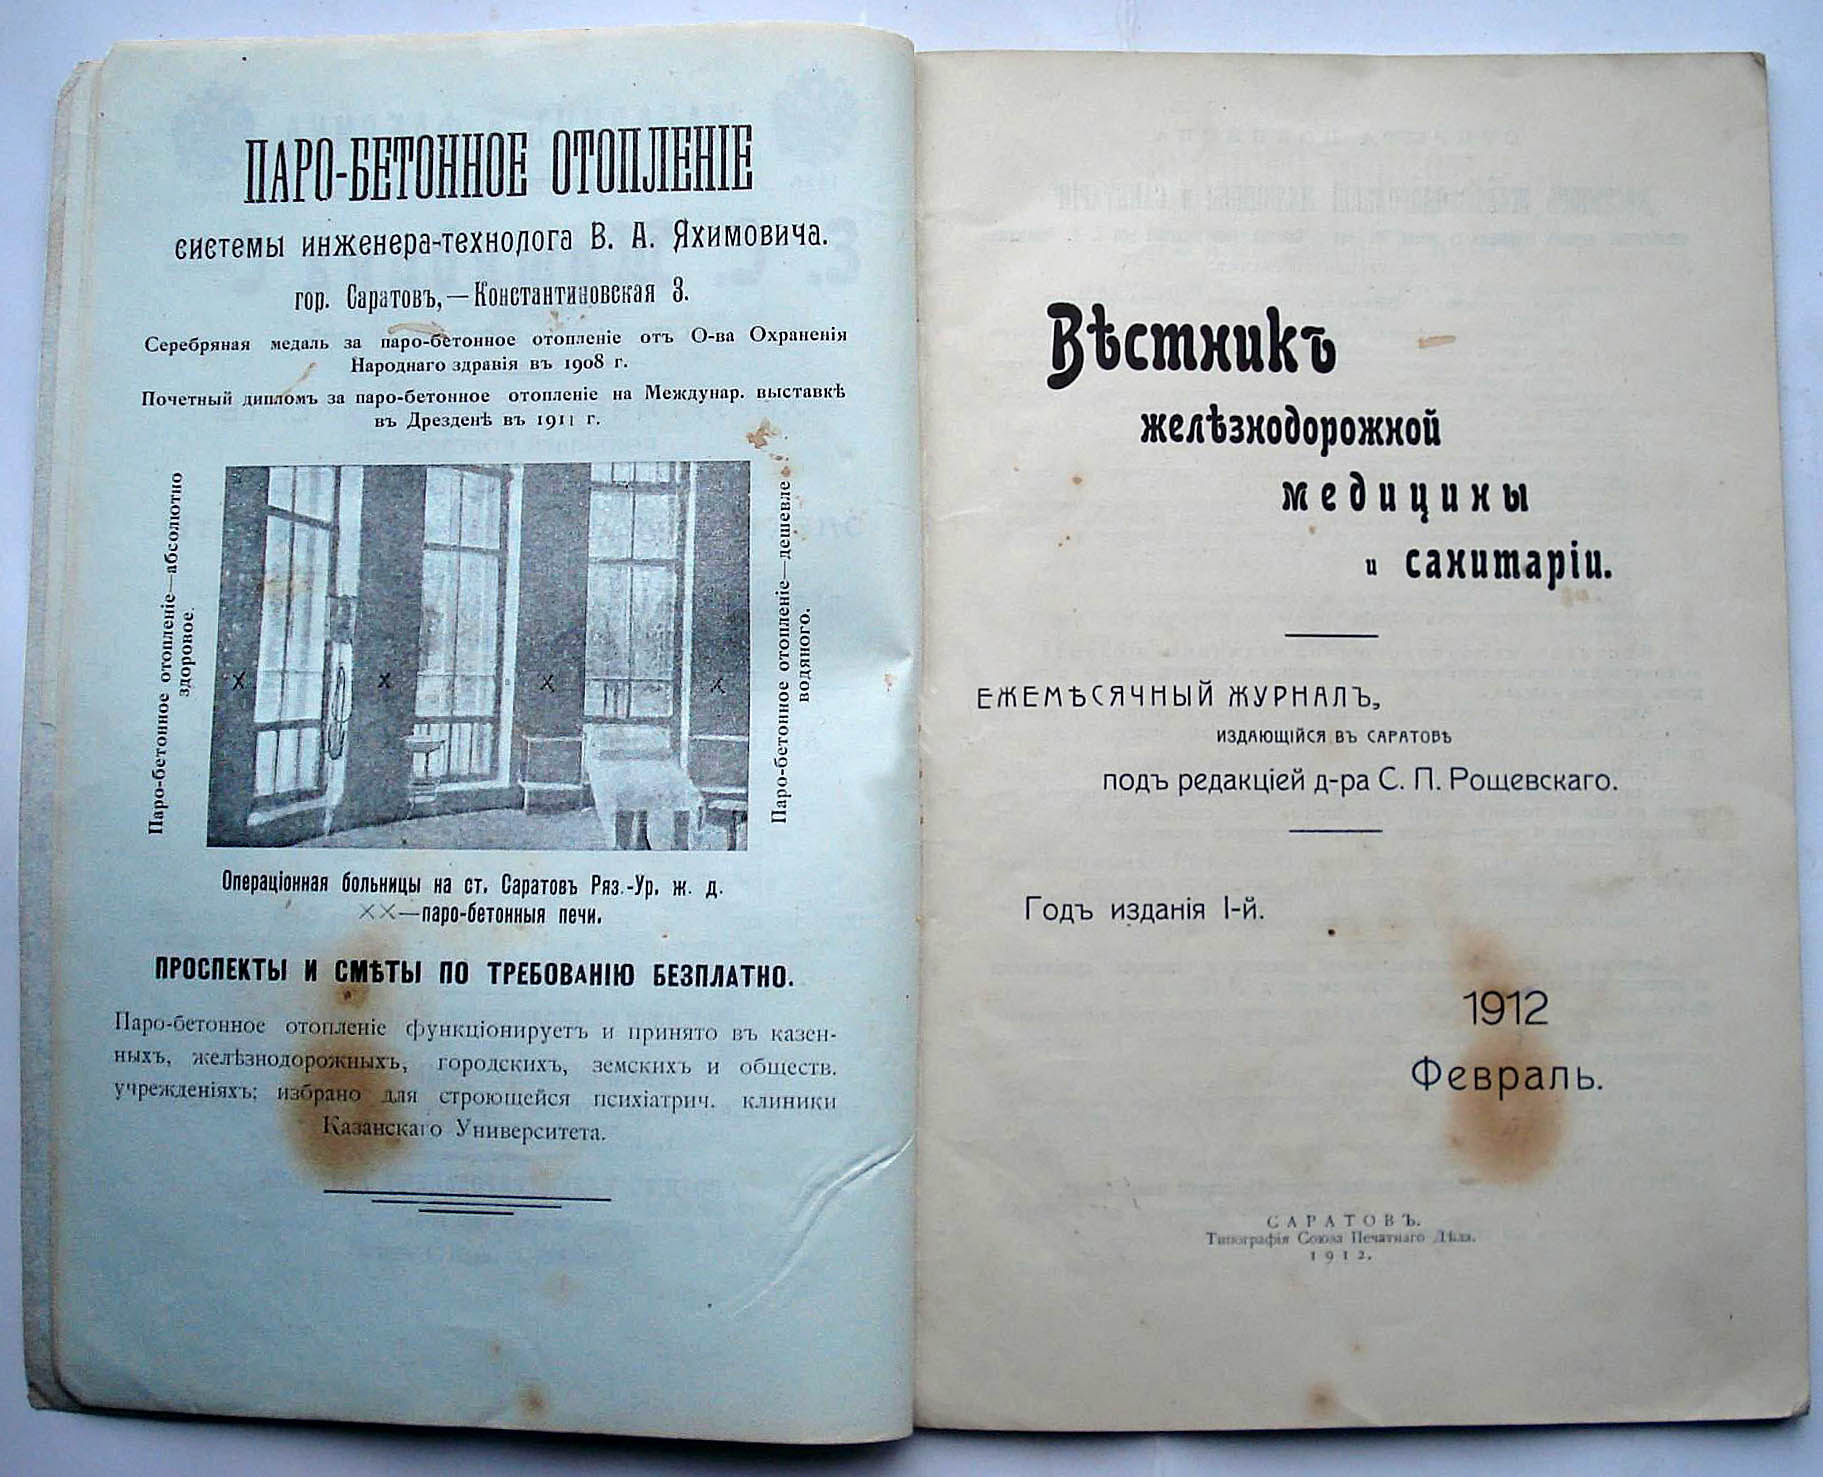 ПАРО-БЕТОННОЕ ОТОПЛЕНІЕ
системы инженера-технолога В. А. Яхимовича.
гор. Саратовъ,—Константиновская 3.
Серебряная медаль за паро-бетонное отопленіе отъ О-ва Охраненія
Народнаго здравія въ 1908 г.
Почетный дипломъ за паро-бетонное отопленіе на Междунар. выставкѣ
въ Дрезденѣ въ 1911 г.
Паро-бетонное отопленіе—абсолютно
здоровое.
Паро-бетонное отопленіе—дешевле
водяного.
Операціонная больницы на ст. Саратовъ Ряз.-Ур. ж. д.
××—паро-бетонныя печи.
ПРОСПЕКТЫ И СМѢТЫ ПО ТРЕБОВАНІЮ БЕЗПЛАТНО.
Паро-бетонное отопленіе функціонируетъ и принято въ казен-
ныхъ, желѣзнодорожныхъ, городскихъ, земскихъ и обществ.
учрежденіяхъ; избрано для строющейся психіатрич. клиники
Казанскаго Университета.
Вѣстникъ
желѣзнодорожной
медицины
и санитаріи.
ЕЖЕМѢСЯЧНЫЙ ЖУРНАЛЪ,
ИЗДАЮЩІЙСЯ ВЪ САРАТОВѢ
подъ редакціей д-ра С. П. Рощевскаго.
Годъ изданія I-й.
1912
Февраль.
САРАТОВЪ.
Типографія Союза Печатнаго Дѣла.
1912.